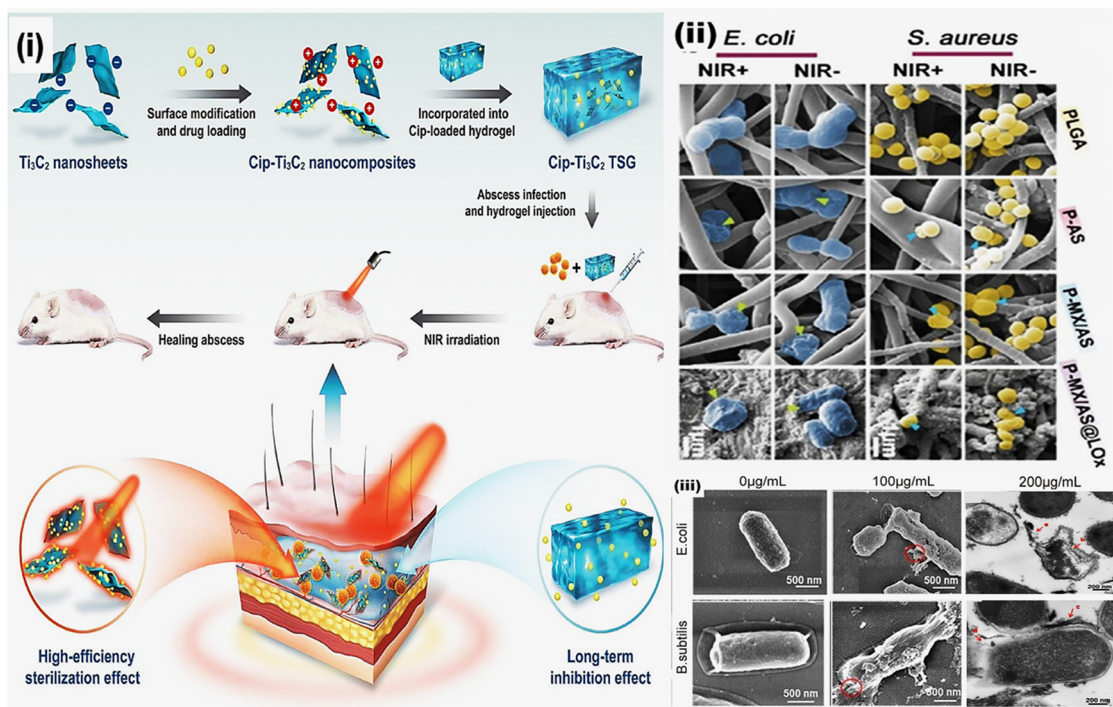 (i)
Surface modification
and drug loading
Incorporated into
Cip-loaded hydrogel
Ti₃C₂ nanosheets
Cip-Ti₃C₂ nanocomposites
Cip-Ti₃C₂ TSG
Abscess infection
and hydrogel injection
Healing abscess
NIR irradiation
High-efficiency
sterilization effect
Long-term
inhibition effect
(ii)
E. coli
S. aureus
NIR+
NIR-
NIR+
NIR-
PLGA
P-AS
P-MX/AS
P-MX/AS@LOx
1μm
1μm
(iii)
0μg/mL
100μg/mL
200μg/mL
E.coli
500 nm
500 nm
200 nm
B.subtilis
500 nm
500 nm
200 nm